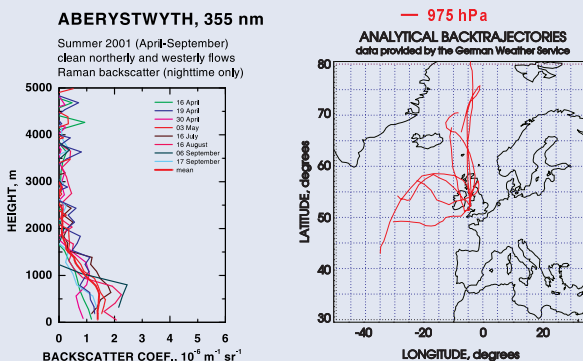 ABERYSTWYTH, 355 nm
Summer 2001 (April-September)
clean northerly and westerly flows
Raman backscatter (nighttime only)
5000
4000
3000
2000
1000
0
HEIGHT, m
16 April
19 April
30 April
03 May
16 July
16 August
06 September
17 September
mean
0 1 2 3 4 5 6
BACKSCATTER COEF., 10⁻⁶ m⁻¹ sr⁻¹
975 hPa
ANALYTICAL BACKTRAJECTORIES
data provided by the German Weather Service
80
70
60
50
40
30
LATITUDE, degrees
-40 -20 0 20
LONGITUDE, degrees